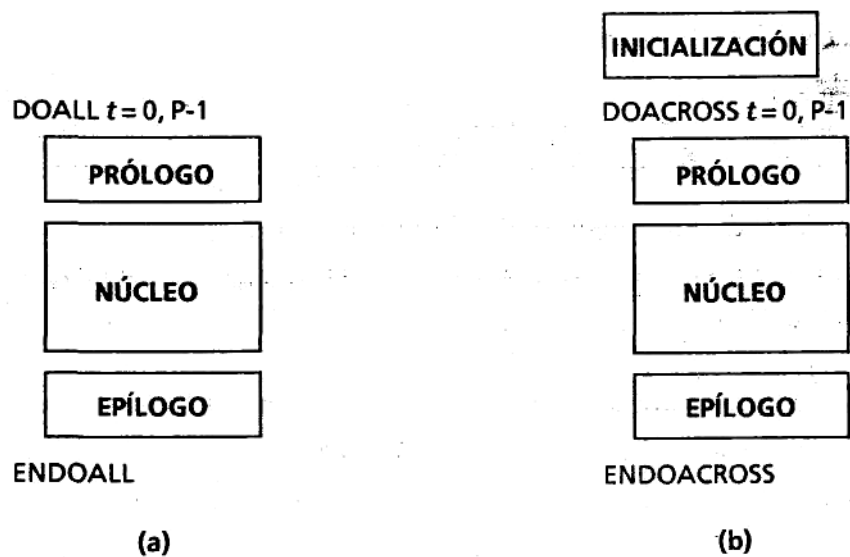 DOALL t = 0, P-1
PRÓLOGO
NÚCLEO
EPÍLOGO
ENDOALL
(a)
INICIALIZACIÓN
DOACROSS t = 0, P-1
PRÓLOGO
NÚCLEO
EPÍLOGO
ENDOACROSS
(b)